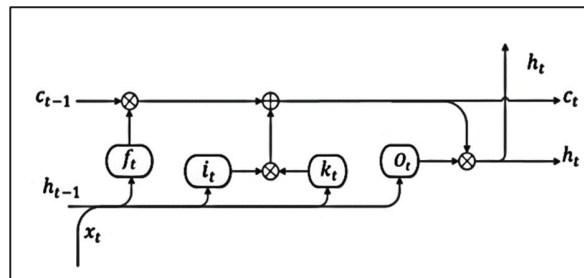 h_t
c_{t-1} c_t
f_t i_t k_t O_t h_t
h_{t-1}
x_t